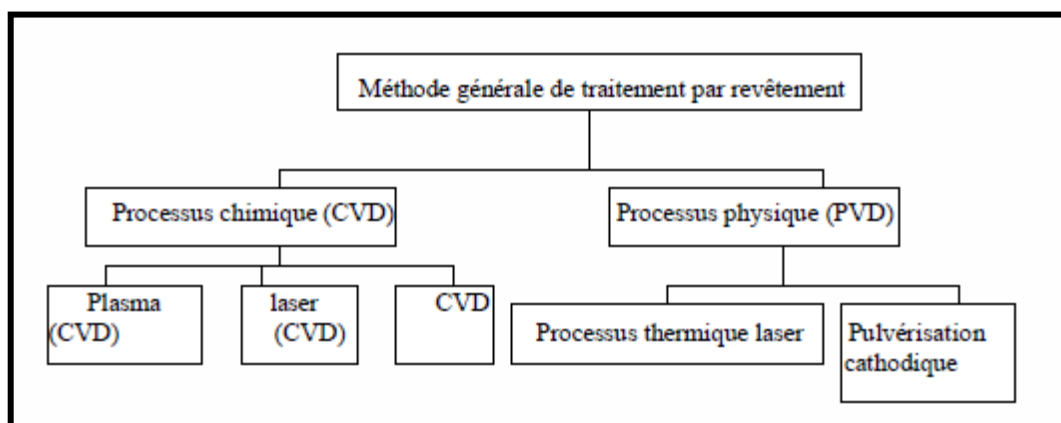 Méthode générale de traitement par revêtement
Processus chimique (CVD)
Processus physique (PVD)
Plasma
(CVD)
laser
(CVD)
CVD
Processus thermique laser
Pulvérisation
cathodique